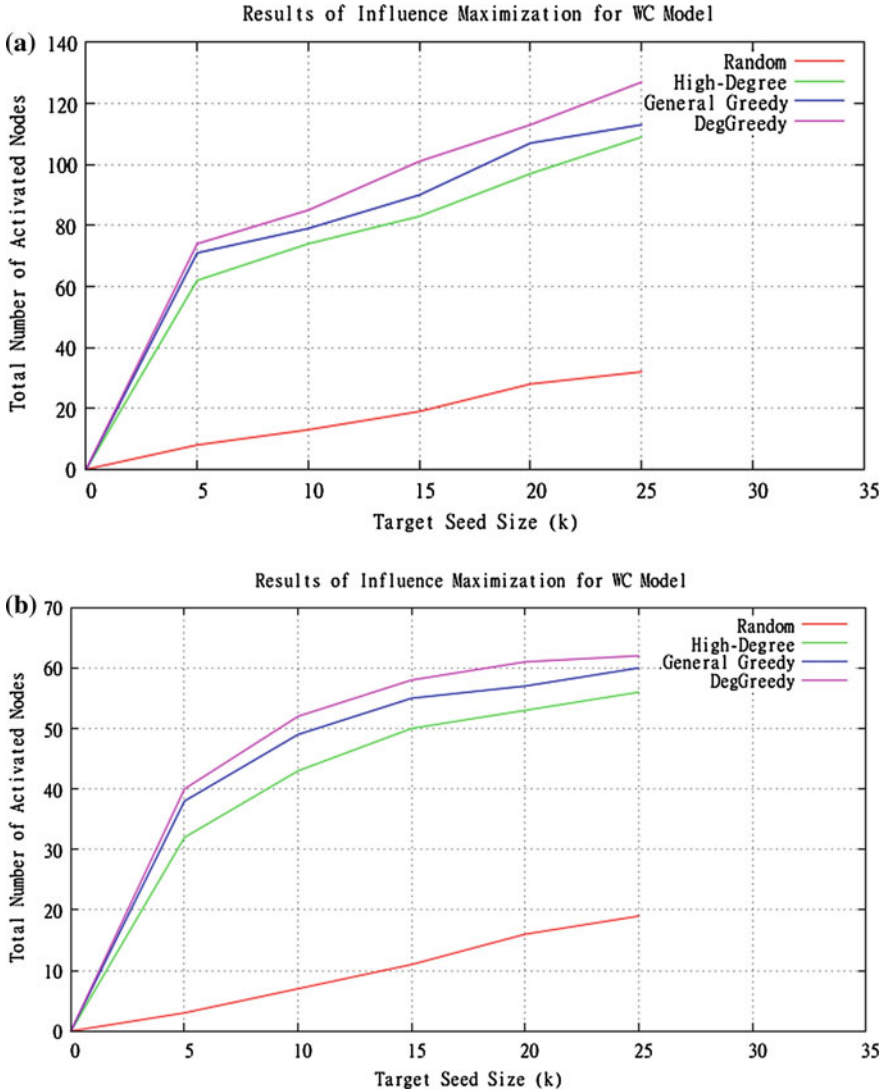 Results of Influence Maximization for WC Model
(a)
140
120
100
80
60
40
20
0
Total Number of Activated Nodes
Random
High-Degree
General Greedy
DegGreedy
0 5 10 15 20 25 30 35
Target Seed Size (k)
Results of Influence Maximization for WC Model
(b)
70
60
50
40
30
20
10
0
Total Number of Activated Nodes
Random
High-Degree
General Greedy
DegGreedy
0 5 10 15 20 25 30 35
Target Seed Size (k)